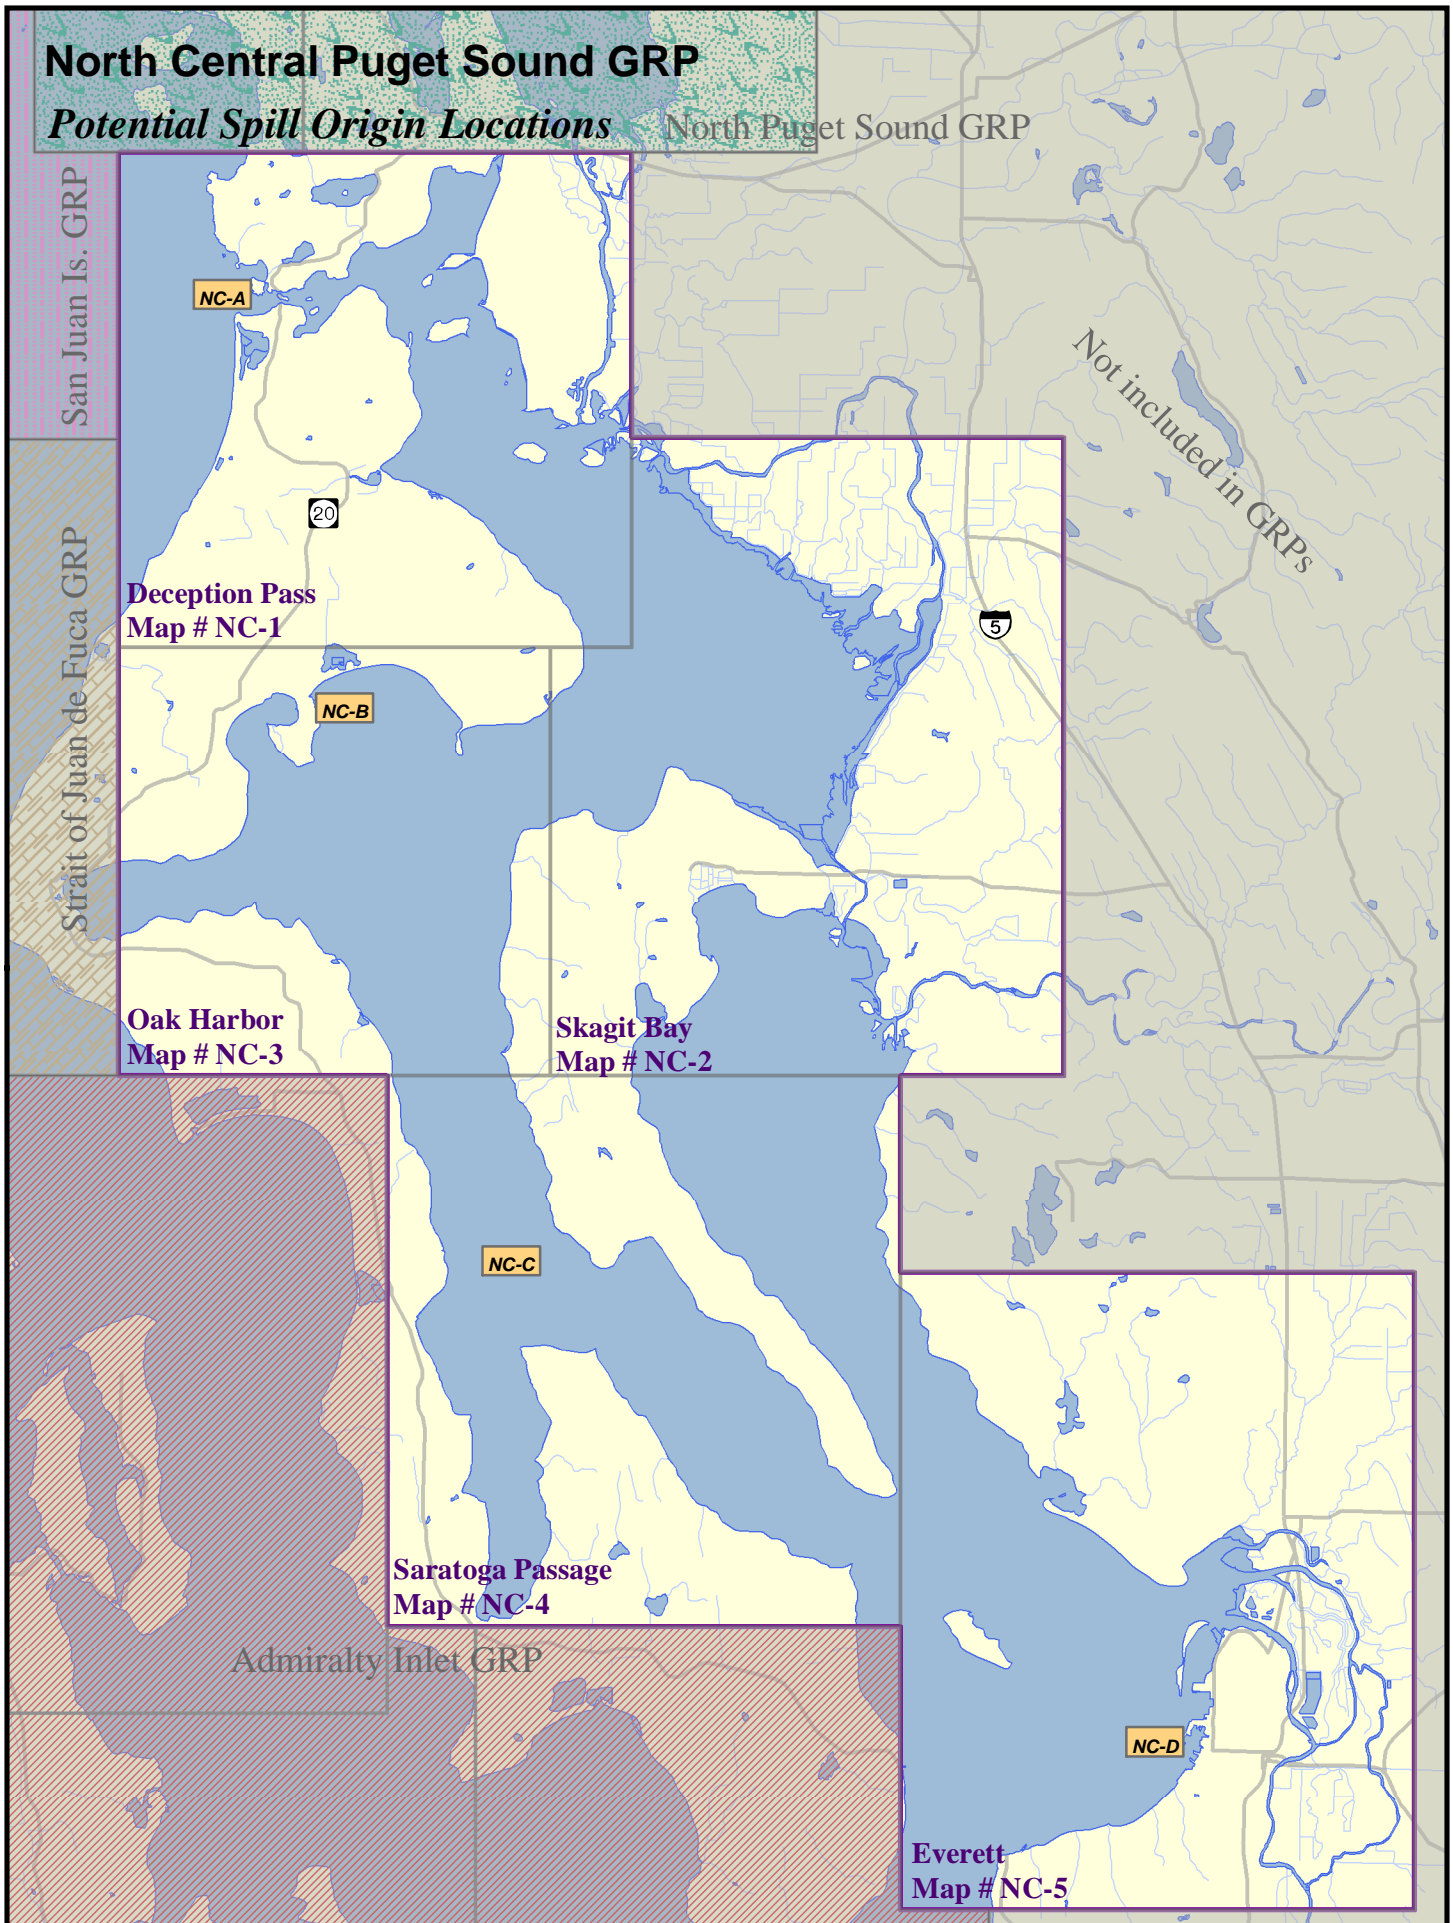 North Central Puget Sound GRP
Potential Spill Origin Locations
North Puget Sound GRP
San Juan Is. GRP
NC-A
Not included in GRPs
20
Strait of Juan de Fuca GRP
Deception Pass
Map # NC-1
5
NC-B
Oak Harbor
Map # NC-3
Skagit Bay
Map # NC-2
NC-C
Saratoga Passage
Map # NC-4
Admiralty Inlet GRP
NC-D
Everett
Map # NC-5